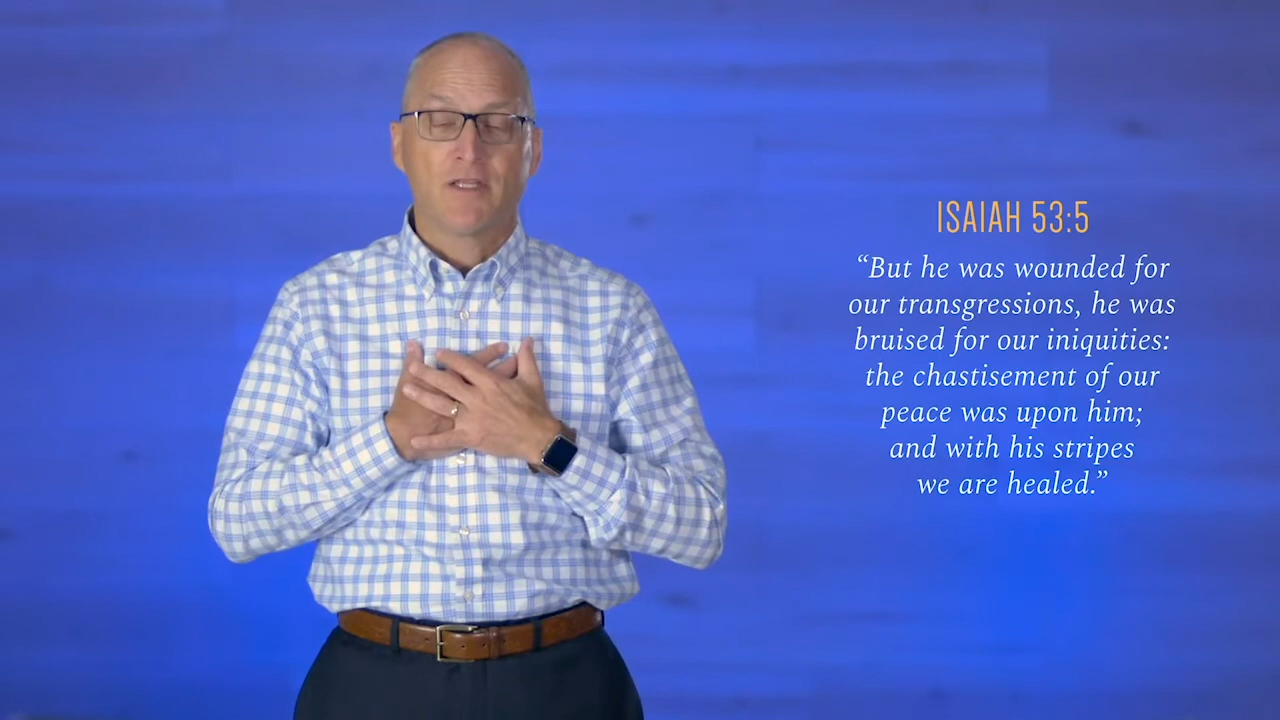 ISAIAH 53:5
“But he was wounded for
our transgressions, he was
bruised for our iniquities:
the chastisement of our
peace was upon him;
and with his stripes
we are healed.”